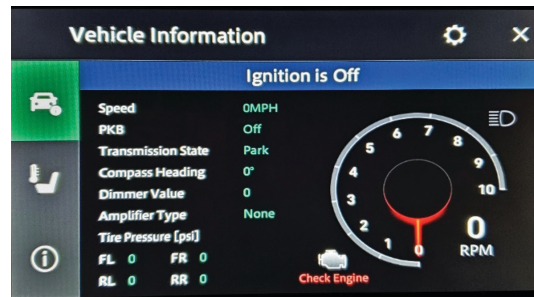 Vehicle Information
Ignition is Off
Speed 0MPH
PKB Off
Transmission State Park
Compass Heading 0°
Dimmer Value 0
Amplifier Type None
Tire Pressure [psi]
FL 0 FR 0
RL 0 RR 0
0 1 2 3 4 5 6 7 8 9 10
0
RPM
Check Engine